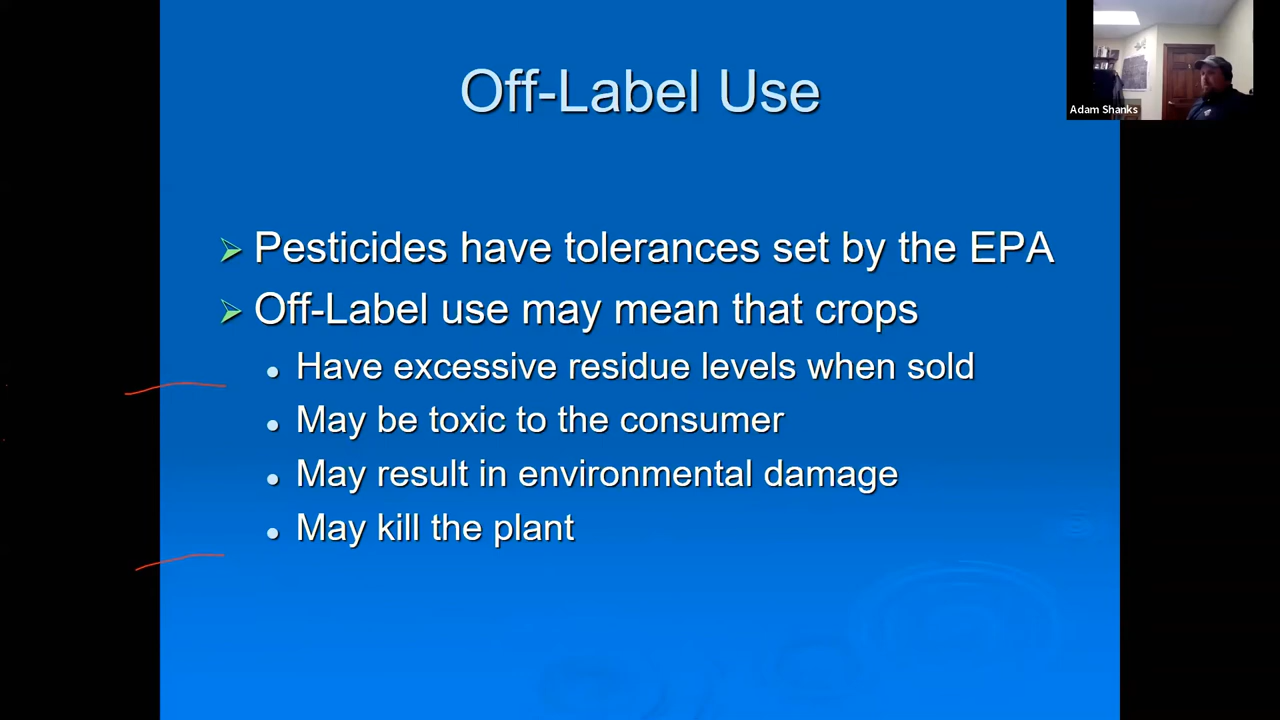 Off-Label Use
Adam Shanks
Pesticides have tolerances set by the EPA
Off-Label use may mean that crops
Have excessive residue levels when sold
May be toxic to the consumer
May result in environmental damage
May kill the plant